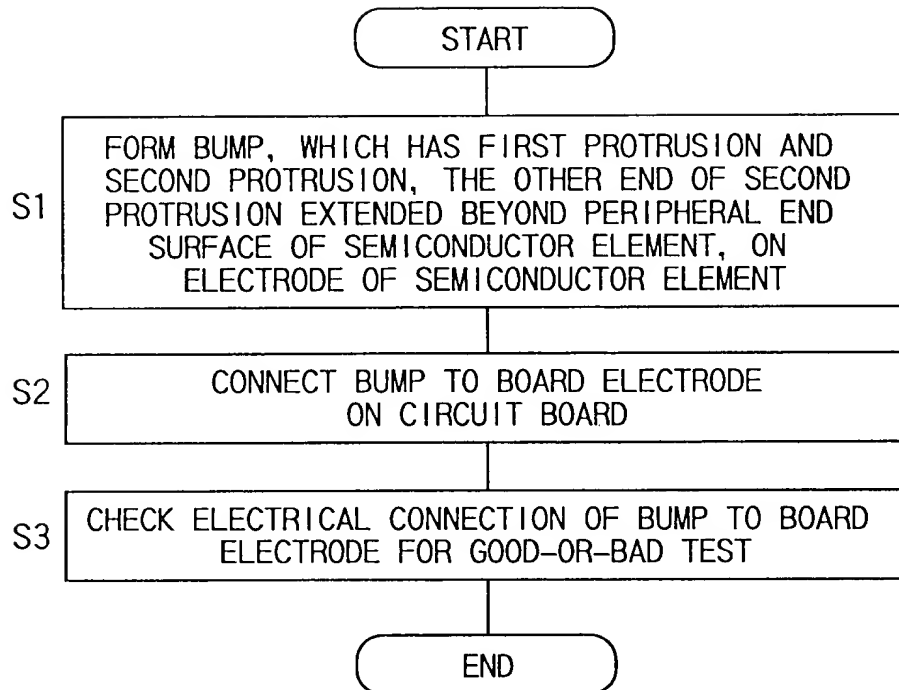 START
S1
FORM BUMP, WHICH HAS FIRST PROTRUSION AND
SECOND PROTRUSION, THE OTHER END OF SECOND
PROTRUSION EXTENDED BEYOND PERIPHERAL END
SURFACE OF SEMICONDUCTOR ELEMENT, ON
ELECTRODE OF SEMICONDUCTOR ELEMENT
S2
CONNECT BUMP TO BOARD ELECTRODE
ON CIRCUIT BOARD
S3
CHECK ELECTRICAL CONNECTION OF BUMP TO BOARD
ELECTRODE FOR GOOD-OR-BAD TEST
END